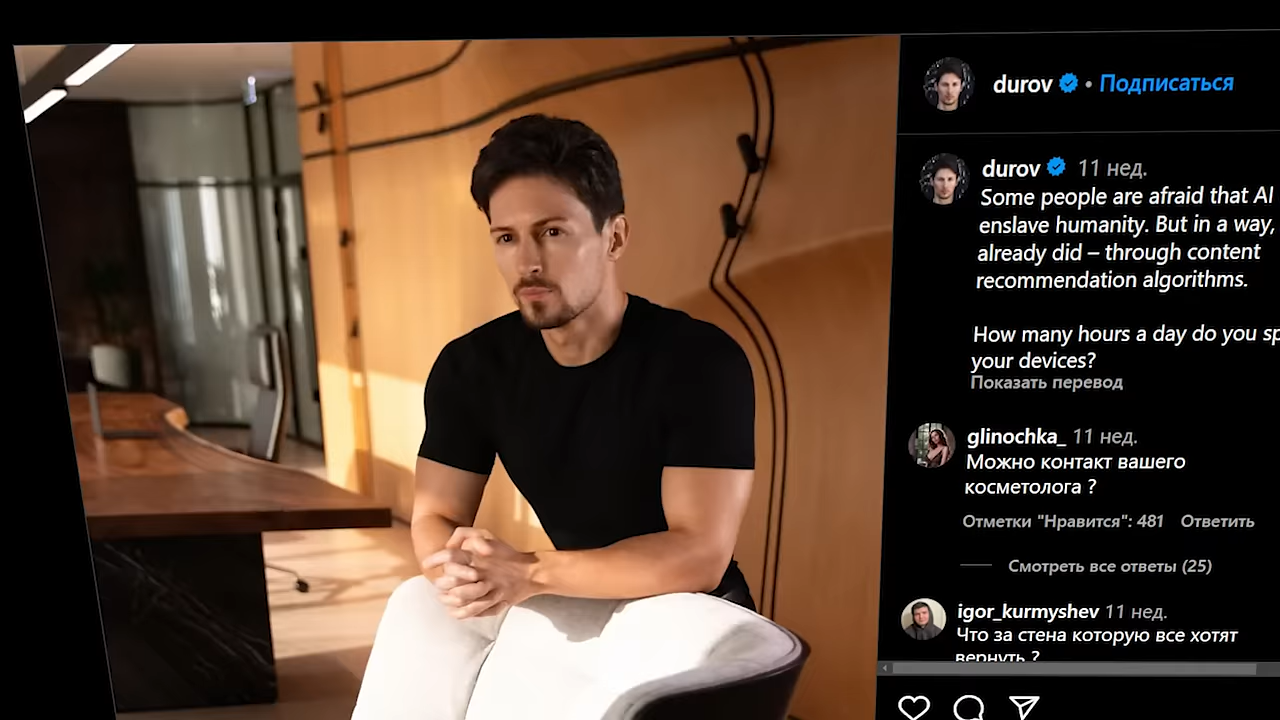 durov • Подписаться
durov 11 нед.
Some people are afraid that AI
enslave humanity. But in a way,
already did – through content
recommendation algorithms.
How many hours a day do you
your devices?
Показать перевод
glinochka_ 11 нед.
Можно контакт вашего
косметолога ?
Отметки "Нравится": 481 Ответить
Смотреть все ответы (25)
igor_kurmyshev 11 нед.
Что за стена которую все хотят
вернуть ?